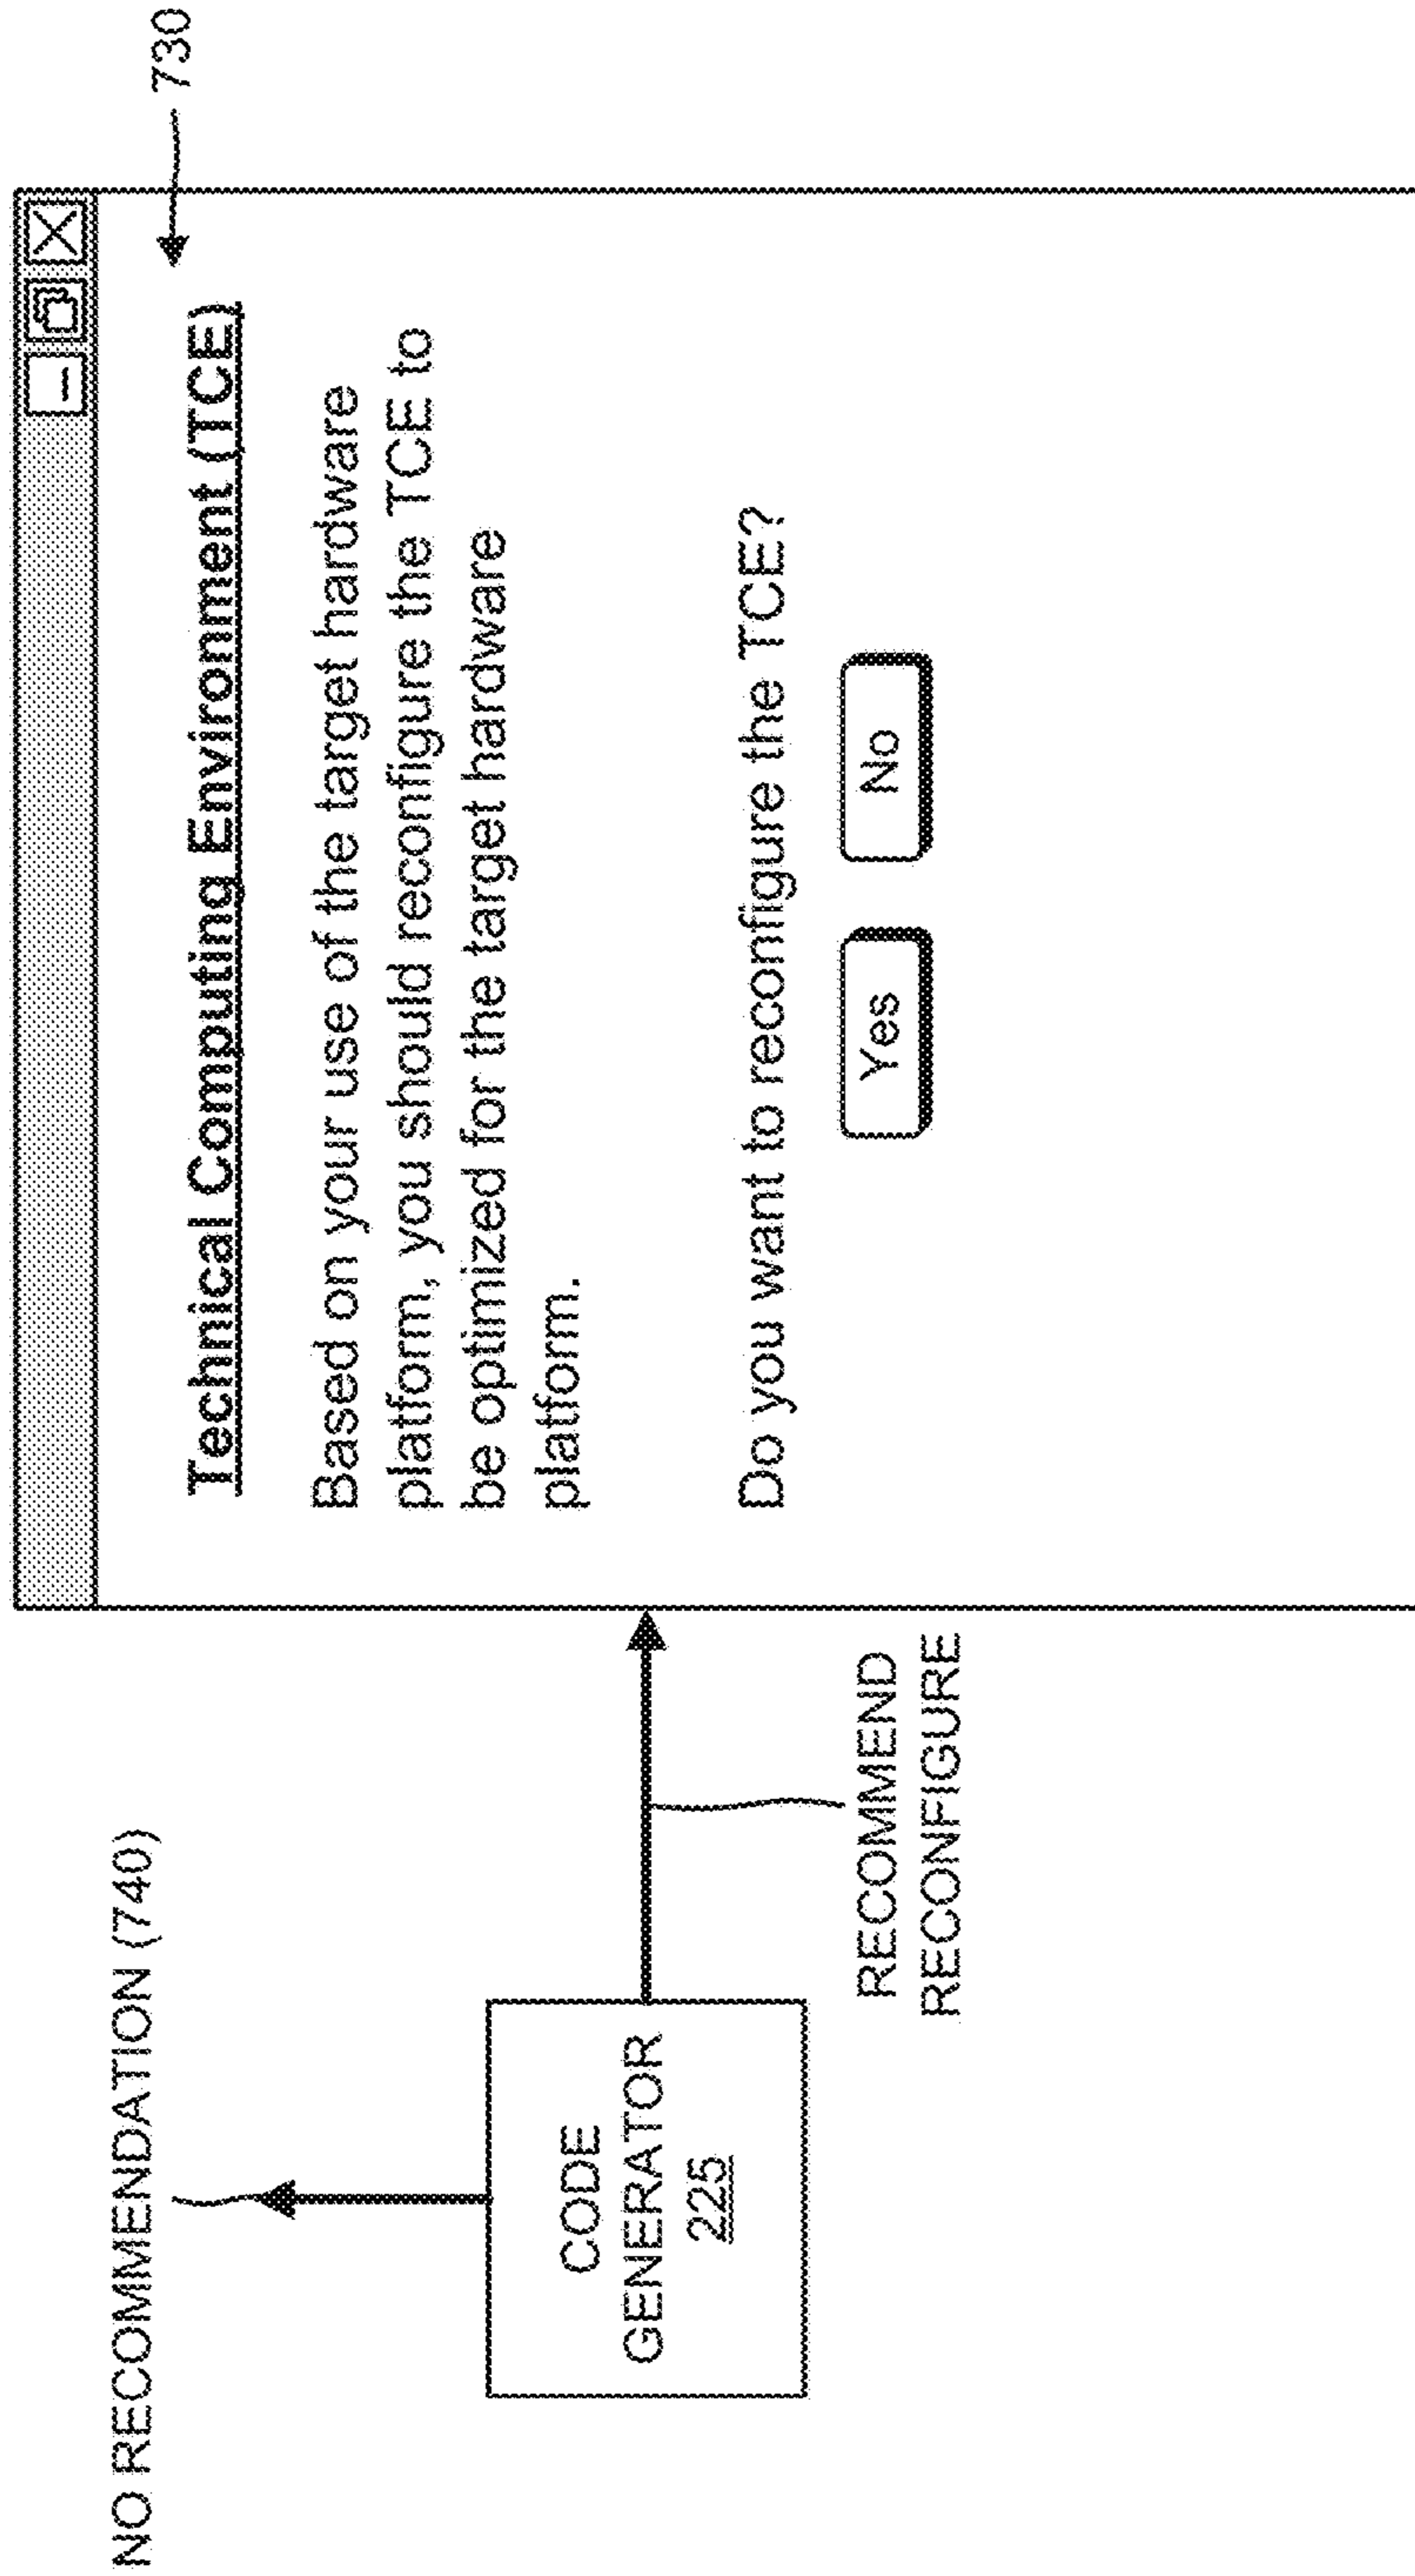 NO RECOMMENDATION (740)
CODE
GENERATOR
225
RECOMMEND
RECONFIGURE
730
Technical Computing Environment (TCE)
Based on your use of the target hardware
platform, you should reconfigure the TCE to
be optimized for the target hardware
platform.
Do you want to reconfigure the TCE?
Yes No